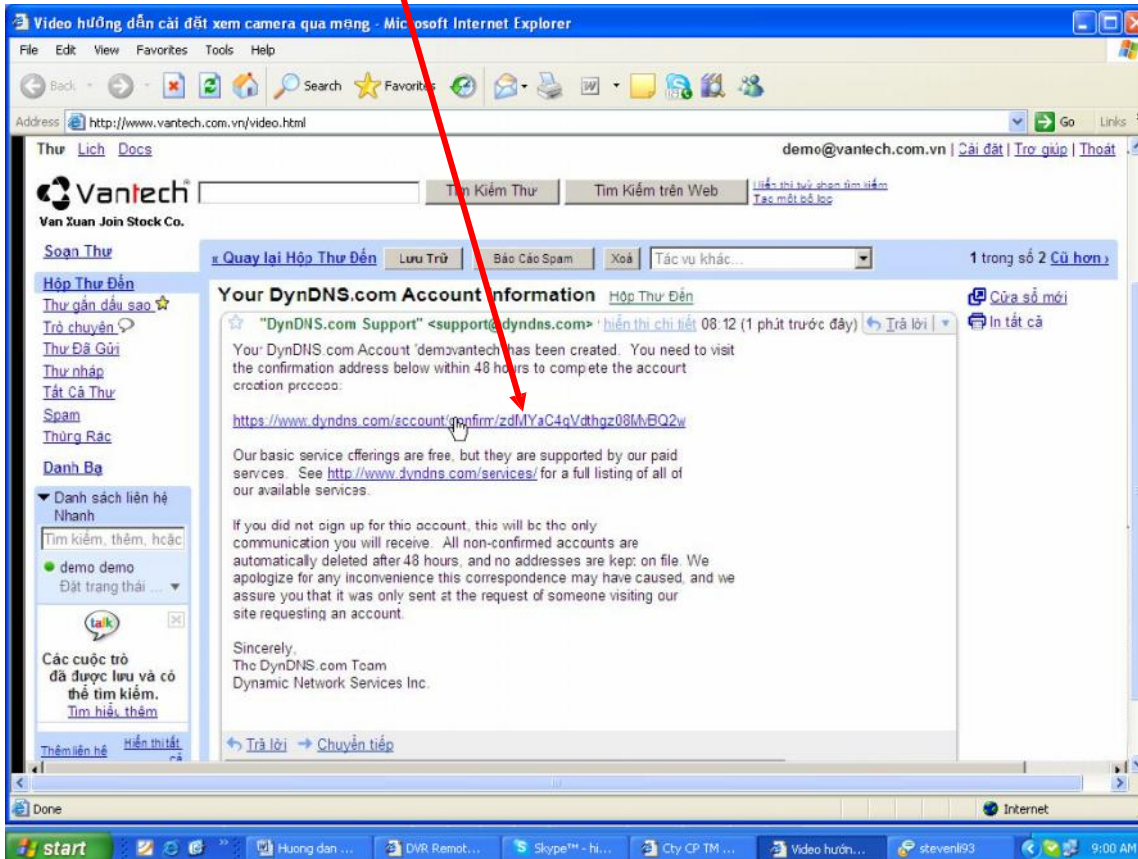 Video hướng dẫn cài đặt xem camera qua mạng - Microsoft Internet Explorer
File Edit View Favorites Tools Help
Back Search Favorites
Address http://www.vantech.com.vn/video.html Go Links
Thư Lich Docs demo@vantech.com.vn | Cài đặt | Trợ giúp | Thoát
Vantech Tìm Kiếm Thư Tìm Kiếm trên Web Hiển thị tuỳ chọn tìm kiếm
Tạo một bộ lọc
Van Xuan Join Stock Co.
Soạn Thư
« Quay lại Hộp Thư Đến Lưu Trữ Báo Cáo Spam Xoá Tác vụ khác... 1 trong số 2 Cũ hơn ›
Hộp Thư Đến
Thư gắn dấu sao
Trò chuyện
Thư Đã Gửi
Thư nháp
Tất Cả Thư
Spam
Thùng Rác
Danh Bạ
Danh sách liên hệ
Nhanh
Tìm kiếm, thêm, hoặc
demo demo
Đặt trạng thái ...
talk
Các cuộc trò
đã được lưu và có
thể tìm kiếm.
Tìm hiểu thêm
Thêm liên hệ Hiển thị tất
cả
Your DynDNS.com Account Information Hộp Thư Đến
Cửa sổ mới
In tất cả
"DynDNS.com Support" <support@dyndns.com> hiển thị chi tiết 08:12 (1 phút trước đây) Trả lời
Your DynDNS.com Account 'demovantech' has been created. You need to visit
the confirmation address below within 48 hours to complete the account
creation process:
https://www.dyndns.com/account/confirm/zdMYaC4qVdthgz08MvBQ2w
Our basic service offerings are free, but they are supported by our paid
services. See http://www.dyndns.com/services/ for a full listing of all of
our available services.
If you did not sign up for this account, this will be the only
communication you will receive. All non-confirmed accounts are
automatically deleted after 48 hours, and no addresses are kept on file. We
apologize for any inconvenience this correspondence may have caused, and we
assure you that it was only sent at the request of someone visiting our
site requesting an account.
Sincerely,
The DynDNS.com Team
Dynamic Network Services Inc.
Trả lời Chuyển tiếp
Done Internet
start Huong dan ... DVR Remot... Skype™ - hi... Cty CP TM ... Video hướn... stevenli93 9:00 AM